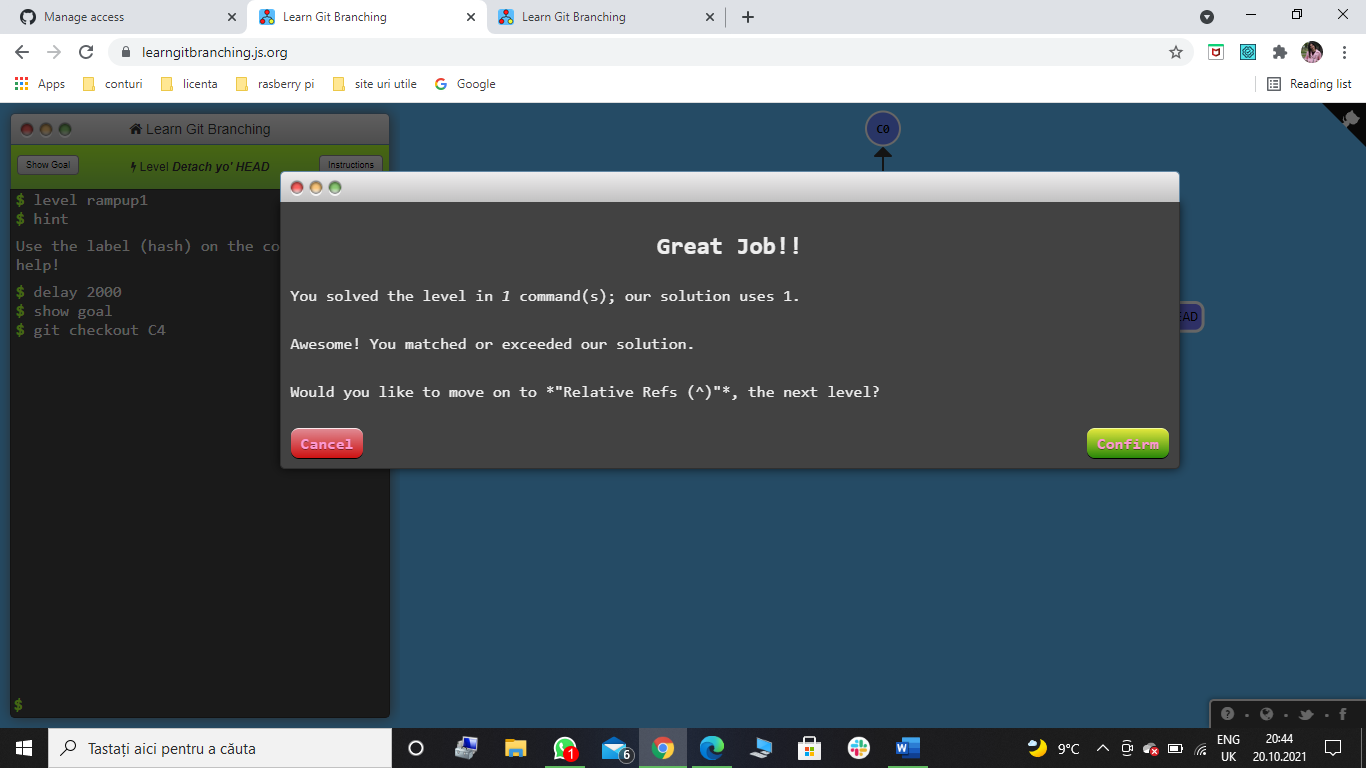 Manage access
Learn Git Branching
Learn Git Branching
learngitbranching.js.org
Apps
conturi
licenta
rasberry pi
site uri utile
Google
Reading list
Learn Git Branching
Show Goal
Level Detach yo' HEAD
Instructions
$ level rampup1
$ hint
Use the label (hash) on the
help!
$ delay 2000
$ show goal
$ git checkout C4
$
C0
Great Job!!
You solved the level in 1 command(s); our solution uses 1.
Awesome! You matched or exceeded our solution.
Would you like to move on to *"Relative Refs (^)"*, the next level?
Cancel
Confirm
Tastați aici pentru a căuta
1
6
9°C
ENG
UK
20:44
20.10.2021